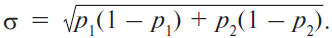 σ = √p₁(1 – p₁) + p₂(1 – p₂).